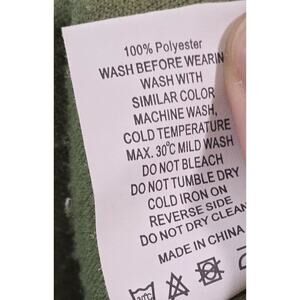 100% Polyester
WASH BEFORE WEARIN
WASH WITH
SIMILAR COLOR
MACHINE WASH,
COLD TEMPERATURE
MAX. 30°C MILD WASH
DO NOT BLEACH
DO NOT TUMBLE DRY
COLD IRON ON
REVERSE SIDE
DO NOT DRY CLEAN
MADE IN CHINA
30°C